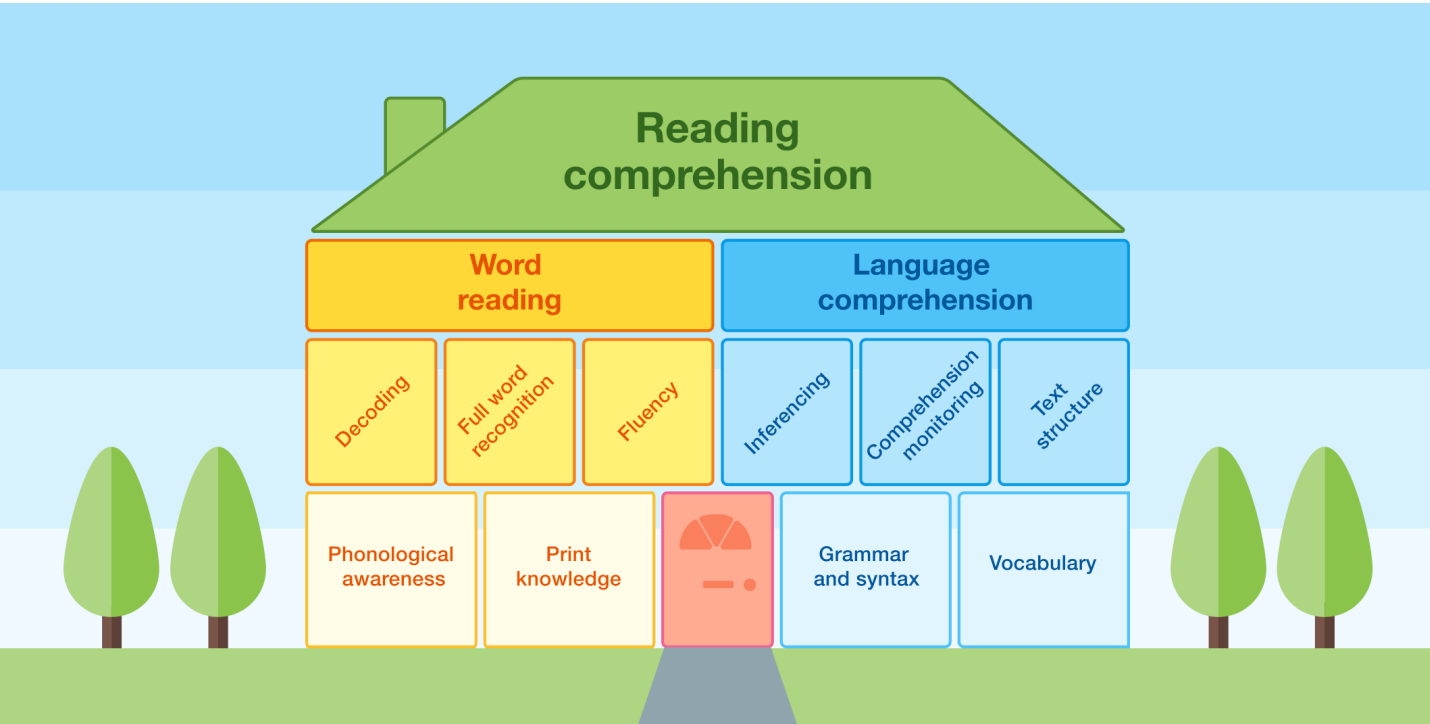 Reading
comprehension
Word
reading
Language
comprehension
Decoding
Full word
recognition
Fluency
Inferencing
Comprehension
monitoring
Text
structure
Phonological
awareness
Print
knowledge
Grammar
and syntax
Vocabulary